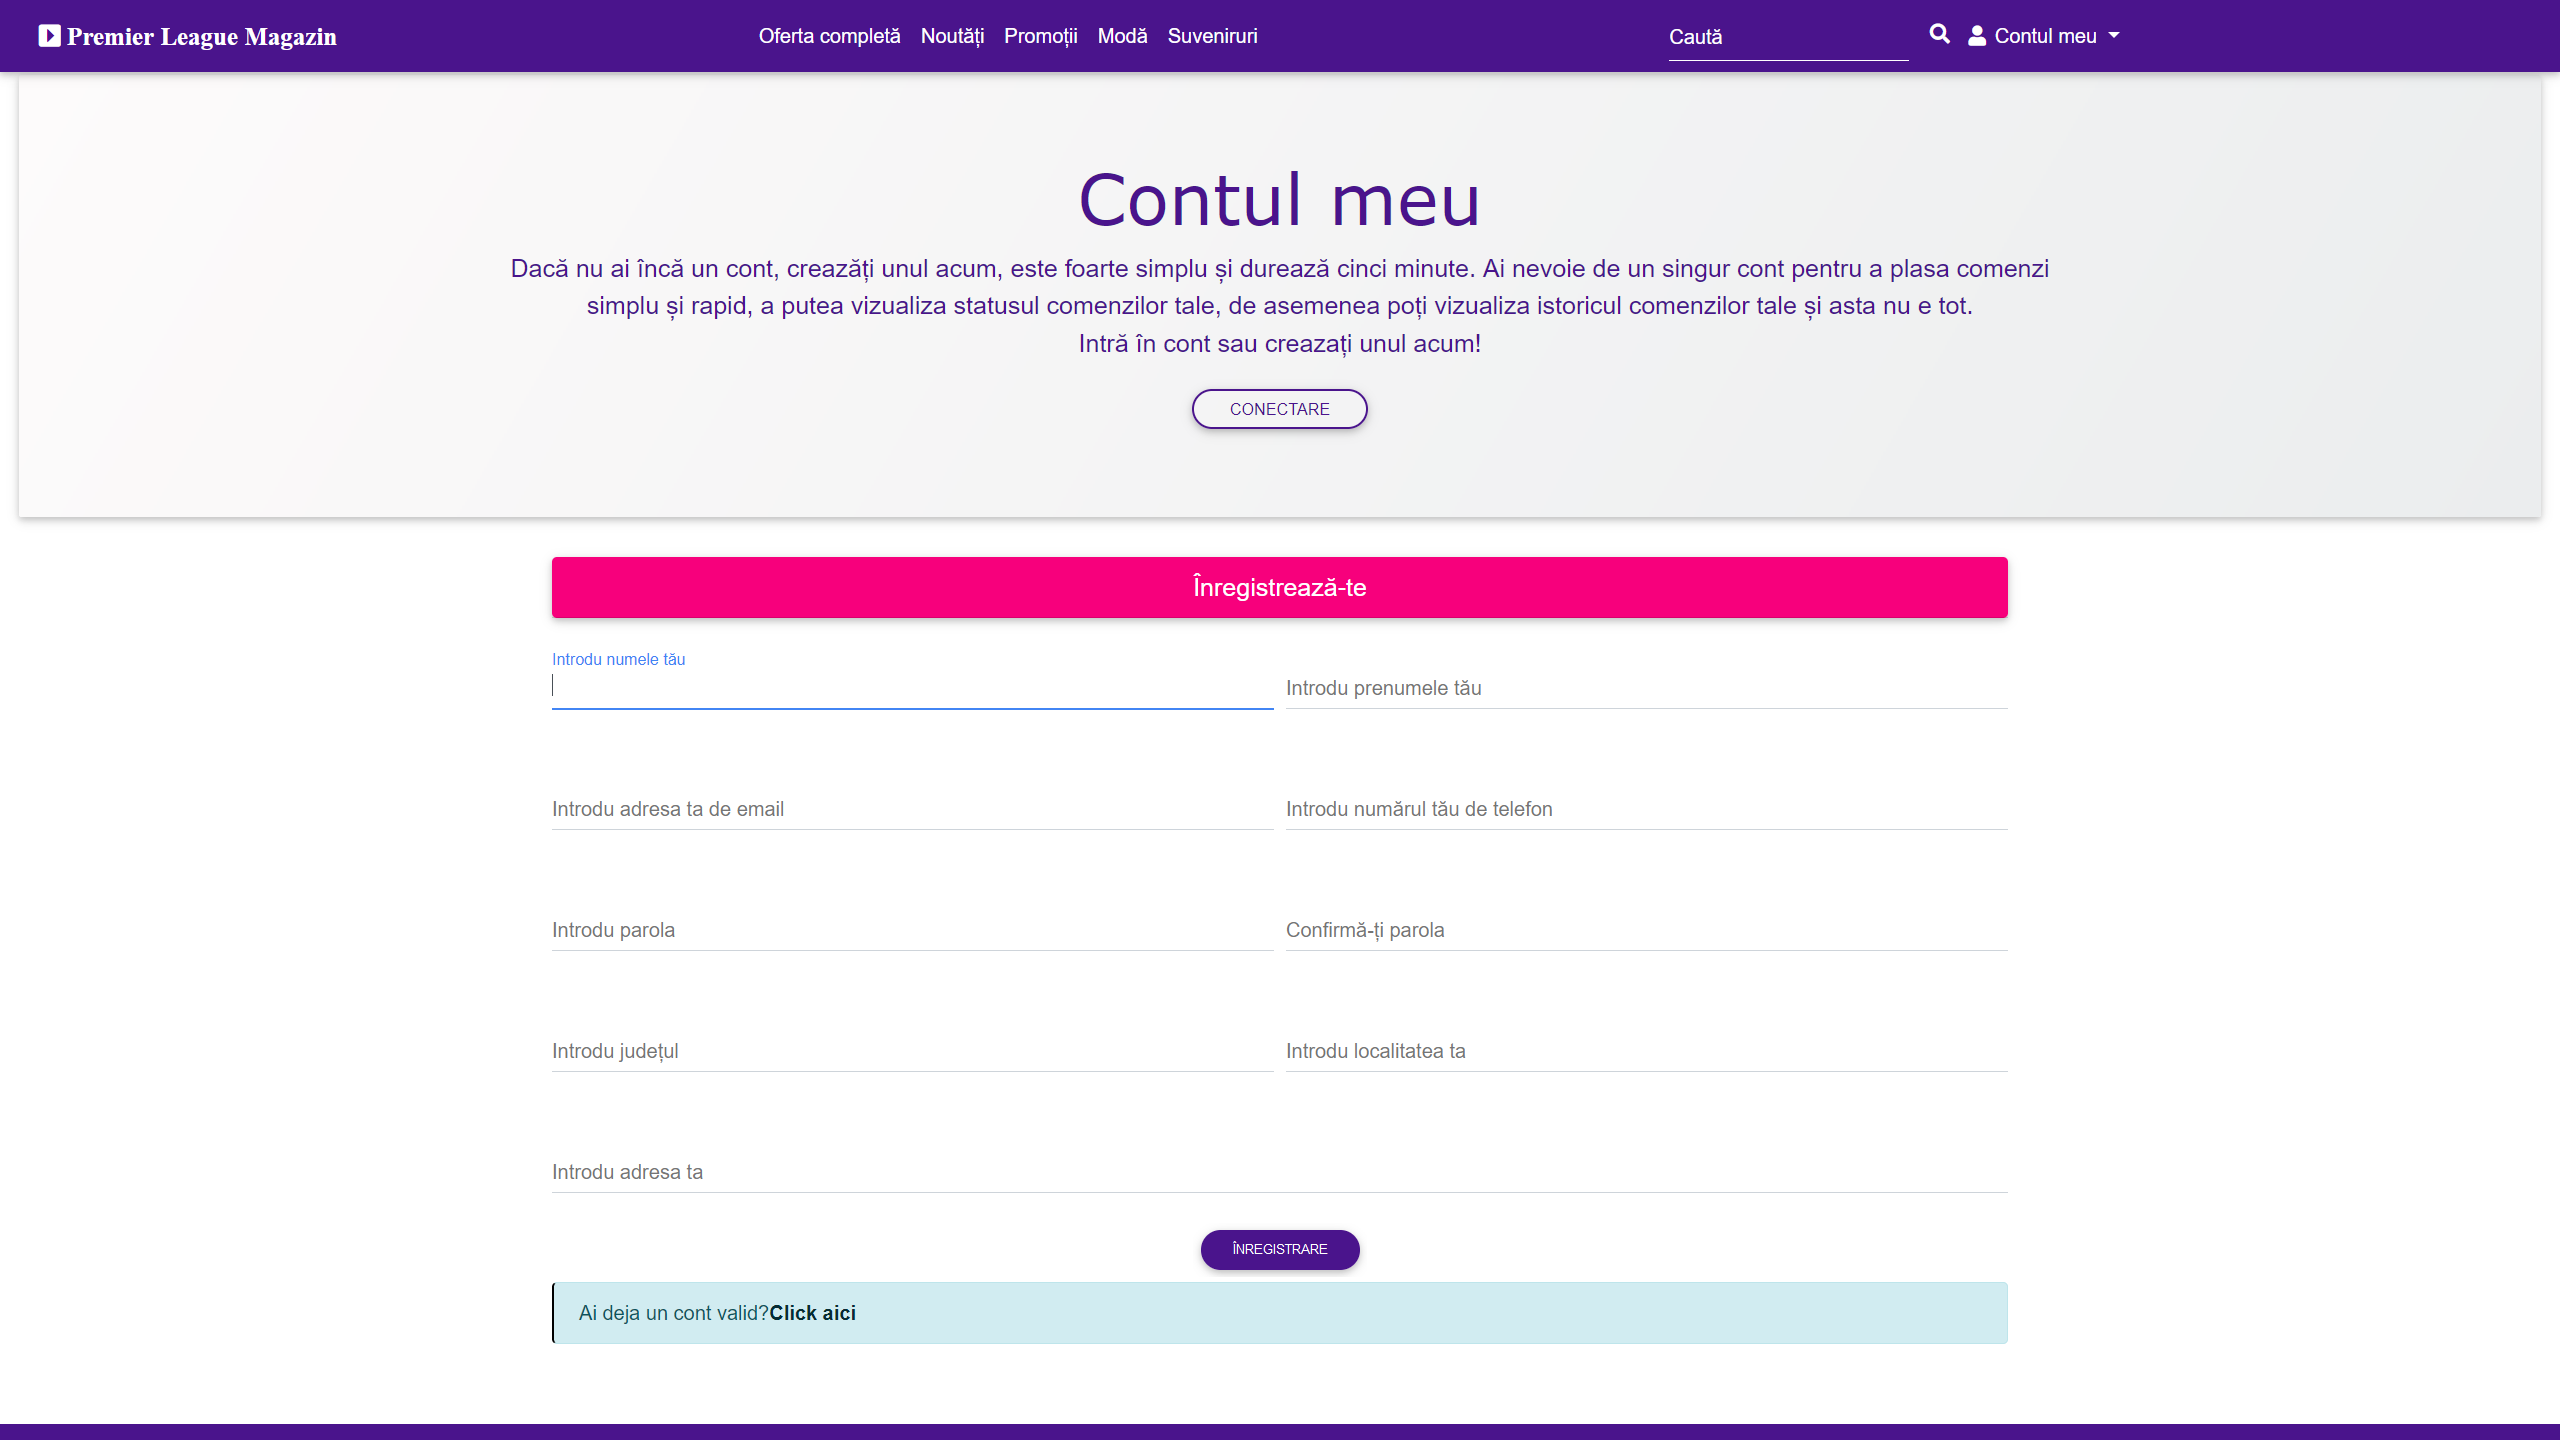 Premier League Magazin
Oferta completă Noutăți Promoții Modă Suveniruri
Caută
Contul meu
Contul meu
Dacă nu ai încă un cont, creazăți unul acum, este foarte simplu și durează cinci minute. Ai nevoie de un singur cont pentru a plasa comenzi
simplu și rapid, a putea vizualiza statusul comenzilor tale, de asemenea poți vizualiza istoricul comenzilor tale și asta nu e tot.
Intră în cont sau creazați unul acum!
CONECTARE
Înregistrează-te
Introdu numele tău
Introdu prenumele tău
Introdu adresa ta de email
Introdu numărul tău de telefon
Introdu parola
Confirmă-ți parola
Introdu județul
Introdu localitatea ta
Introdu adresa ta
ÎNREGISTRARE
Ai deja un cont valid?Click aici